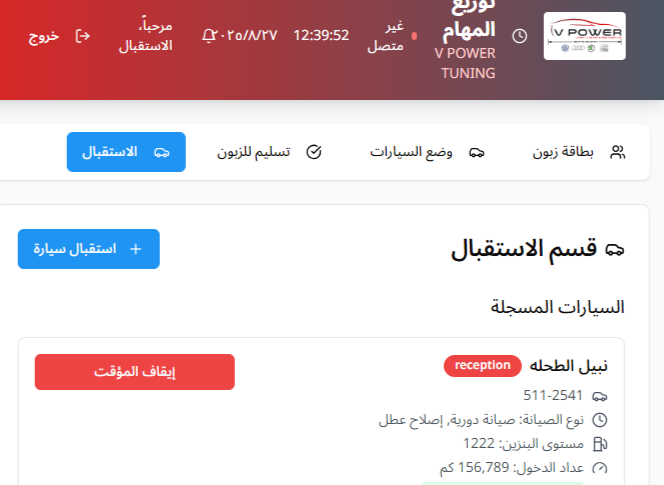 V POWER
توزيع
المهام
V POWER
TUNING
غير
متصل
12:39:52
٢٠٢٥/٨/٢٧
مرحباً،
الاستقبال
خروج
بطاقة زبون
وضع السيارات
تسليم للزبون
الاستقبال
قسم الاستقبال
استقبال سيارة
السيارات المسجلة
نبيل الطحله reception
إيقاف المؤقت
511-2541
نوع الصيانة: صيانة دورية, إصلاح عطل
مستوى البنزين: 1222
عداد الدخول: 156,789 كم